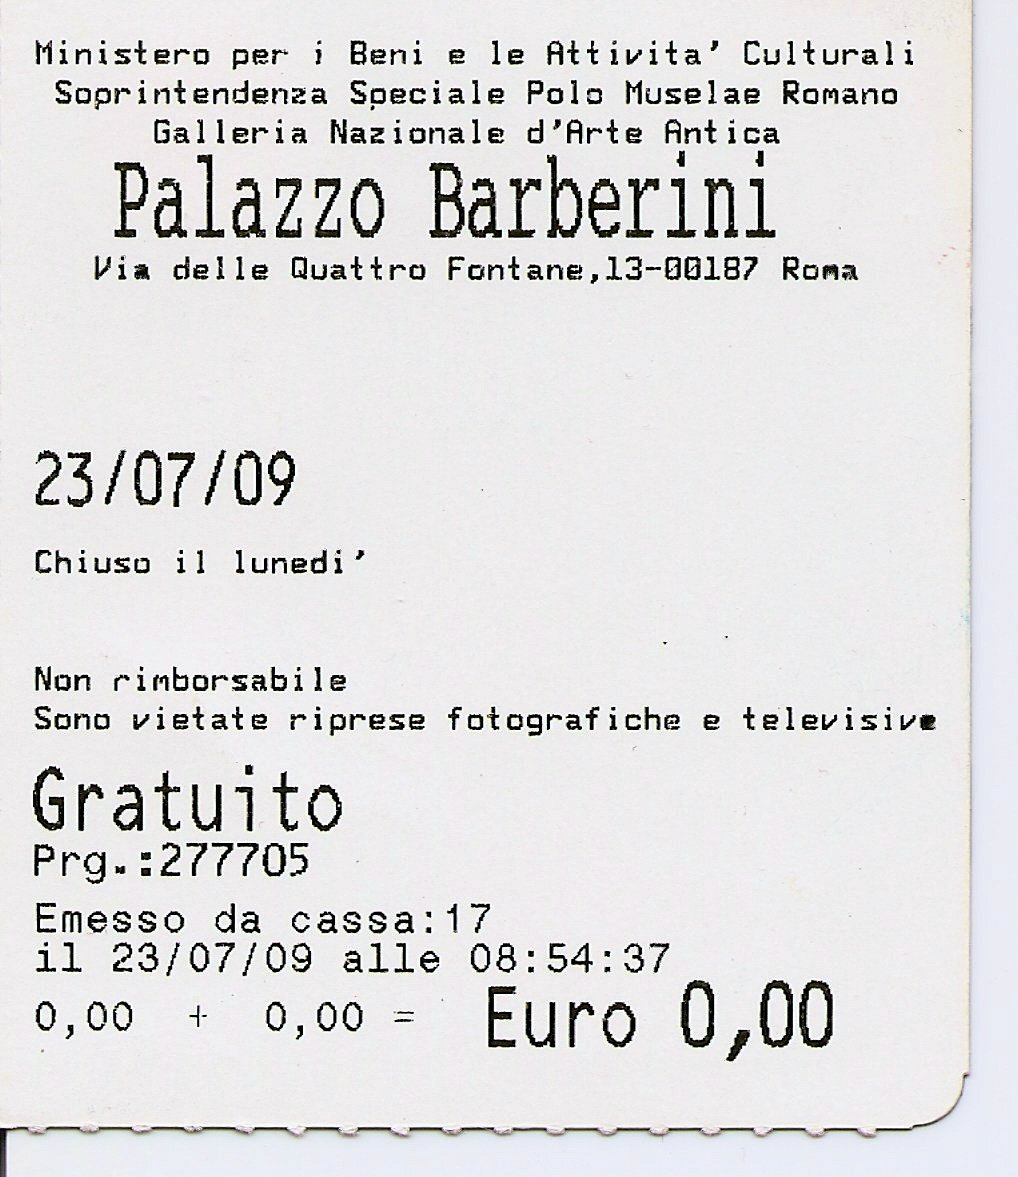 Ministero per i Beni e le Attivita' Culturali
Soprintendenza Speciale Polo Muselae Romano
Galleria Nazionale d'Arte Antica
Palazzo Barberini
Via delle Quattro Fontane,13-00187 Roma
23/07/09
Chiuso il lunedi'
Non rimborsabile
Sono vietate riprese fotografiche e televisive
Gratuito
Prg.:277705
Emesso da cassa:17
il 23/07/09 alle 08:54:37
0,00 + 0,00 = Euro 0,00